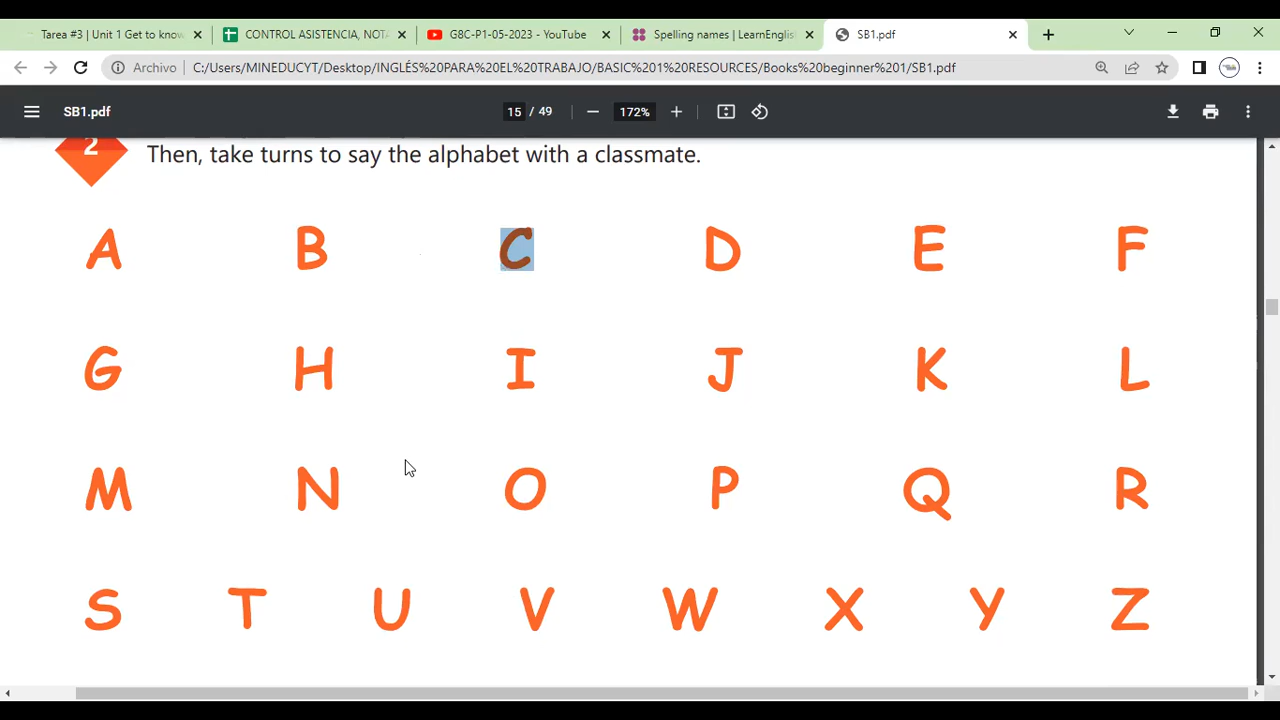 Tarea #3 | Unit 1 Get to know
CONTROL ASISTENCIA, NOTA
G8C-P1-05-2023 - YouTube
Spelling names | LearnEnglish
SB1.pdf
Archivo
C:/Users/MINEDUCYT/Desktop/INGLÉS%20PARA%20EL%20TRABAJO/BASIC%201%20RESOURCES/Books%20beginner%201/SB1.pdf
SB1.pdf
15 / 49
172%
2
Then, take turns to say the alphabet with a classmate.
A B C D E F
G H I J K L
M N O P Q R
S T U V W X Y Z